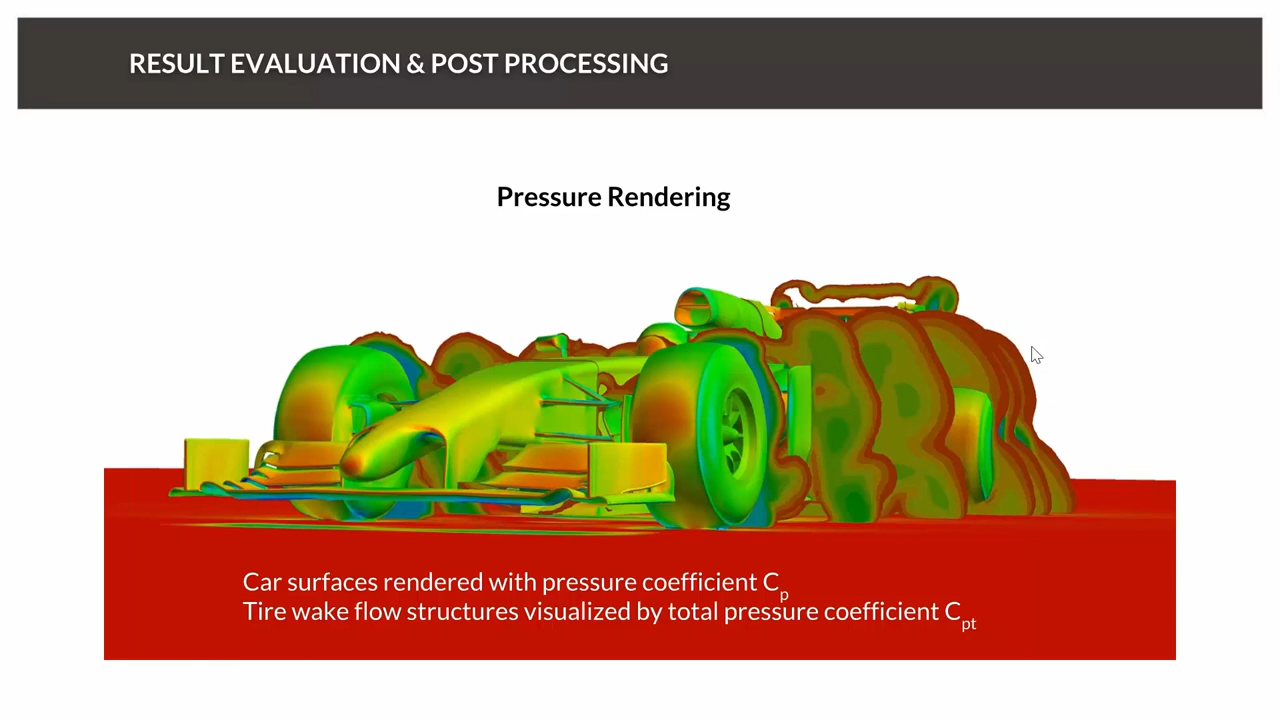 RESULT EVALUATION & POST PROCESSING
Pressure Rendering
Car surfaces rendered with pressure coefficient Cp
Tire wake flow structures visualized by total pressure coefficient Cpt